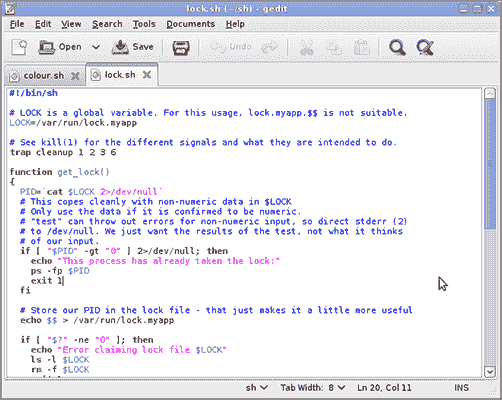 lock.sh (~/sh) - gedit
File Edit View Search Tools Documents Help
Open Save Undo
colour.sh lock.sh
#!/bin/sh
# LOCK is a global variable. For this usage, lock.myapp.$$ is not suitable.
LOCK=/var/run/lock.myapp
# See kill(1) for the different signals and what they are intended to do.
trap cleanup 1 2 3 6
function get_lock()
{
PID=`cat $LOCK 2>/dev/null`
# This copes cleanly with non-numeric data in $LOCK
# Only use the data if it is confirmed to be numeric.
# "test" can throw out errors for non-numeric input, so direct stderr (2)
# to /dev/null. We just want the results of the test, not what it thinks
# of our input.
if [ "$PID" -gt "0" ] 2>/dev/null; then
echo "This process has already taken the lock:"
ps -fp $PID
exit 1
fi
# Store our PID in the lock file - that just makes it a little more useful
echo $$ > /var/run/lock.myapp
if [ "$?" -ne "0" ]; then
echo "Error claiming lock file $LOCK"
ls -l $LOCK
rm -f $LOCK
sh Tab Width: 8 Ln 20, Col 11 INS